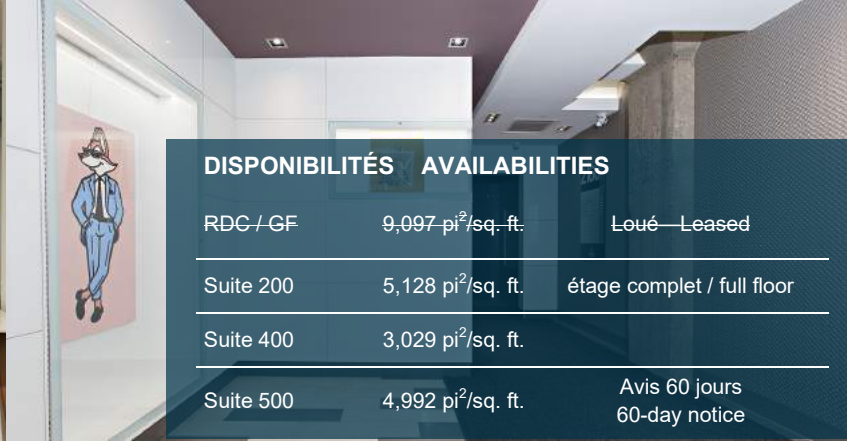 DISPONIBILITÉS AVAILABILITIES
RDC / GF 9,097 pi²/sq. ft. Loué—Leased
Suite 200 5,128 pi²/sq. ft. étage complet / full floor
Suite 400 3,029 pi²/sq. ft.
Suite 500 4,992 pi²/sq. ft. Avis 60 jours
60-day notice